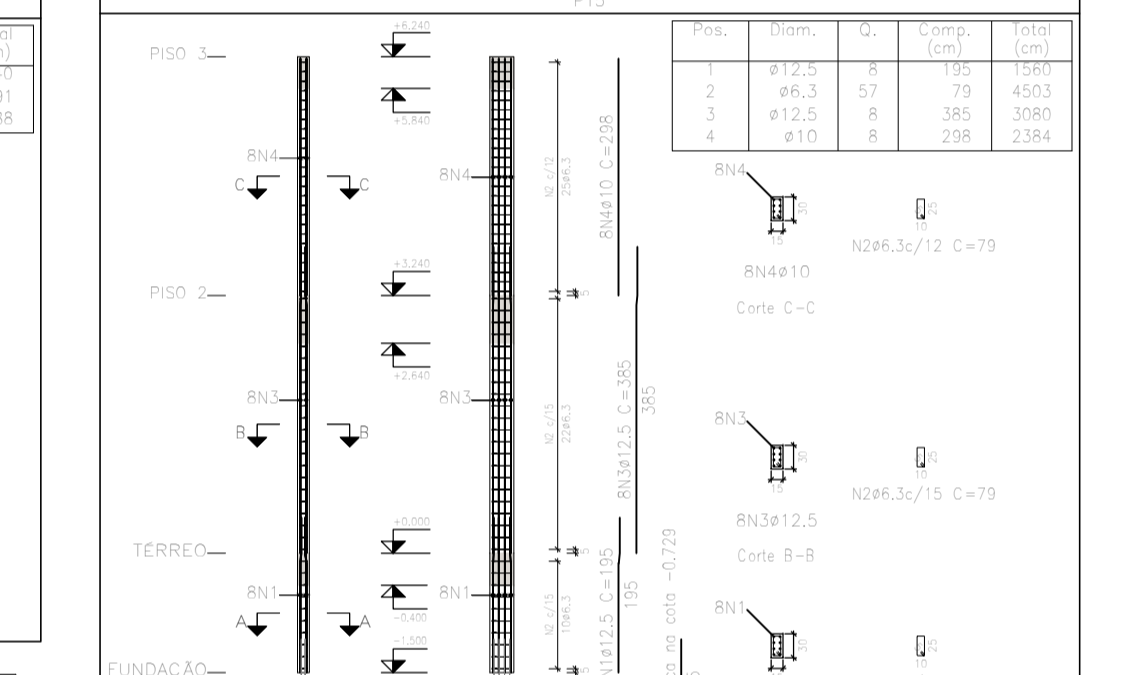 P15
Pos. Diam. Q. Comp. (cm) Total (cm)
1 ø12.5 8 195 1560
2 ø6.3 57 79 4503
3 ø12.5 8 385 3080
4 ø10 8 298 2384
PISO 3
+6.240
+5.840
8N4
C C
8N4
N2 c/12
25ø6.3
8N4ø10 C=298
8N4
30
15
8N4ø10
Corte C-C
25
10
N2ø6.3c/12 C=79
PISO 2
+3.240
5
+2.640
8N3
B B
8N3
N2 c/15
22ø6.3
8N3ø12.5 C=385
385
8N3
30
15
8N3ø12.5
Corte B-B
25
10
N2ø6.3c/15 C=79
TÉRREO
+0,000
5
-0.400
8N1
A A
8N1
N2 c/15
10ø6.3
N1ø12.5 C=195
195
na cota -0.729
8N1
30
10
FUNDAÇÃO
-1.500